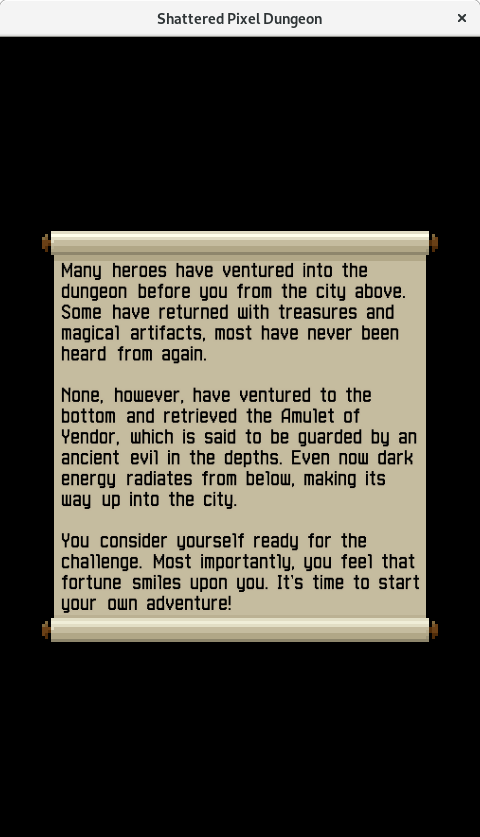 Shattered Pixel Dungeon
Many heroes have ventured into the
dungeon before you from the city above.
Some have returned with treasures and
magical artifacts, most have never been
heard from again.
None, however, have ventured to the
bottom and retrieved the Amulet of
Yendor, which is said to be guarded by an
ancient evil in the depths. Even now dark
energy radiates from below, making its
way up into the city.
You consider yourself ready for the
challenge. Most importantly, you feel that
fortune smiles upon you. It's time to start
your own adventure!